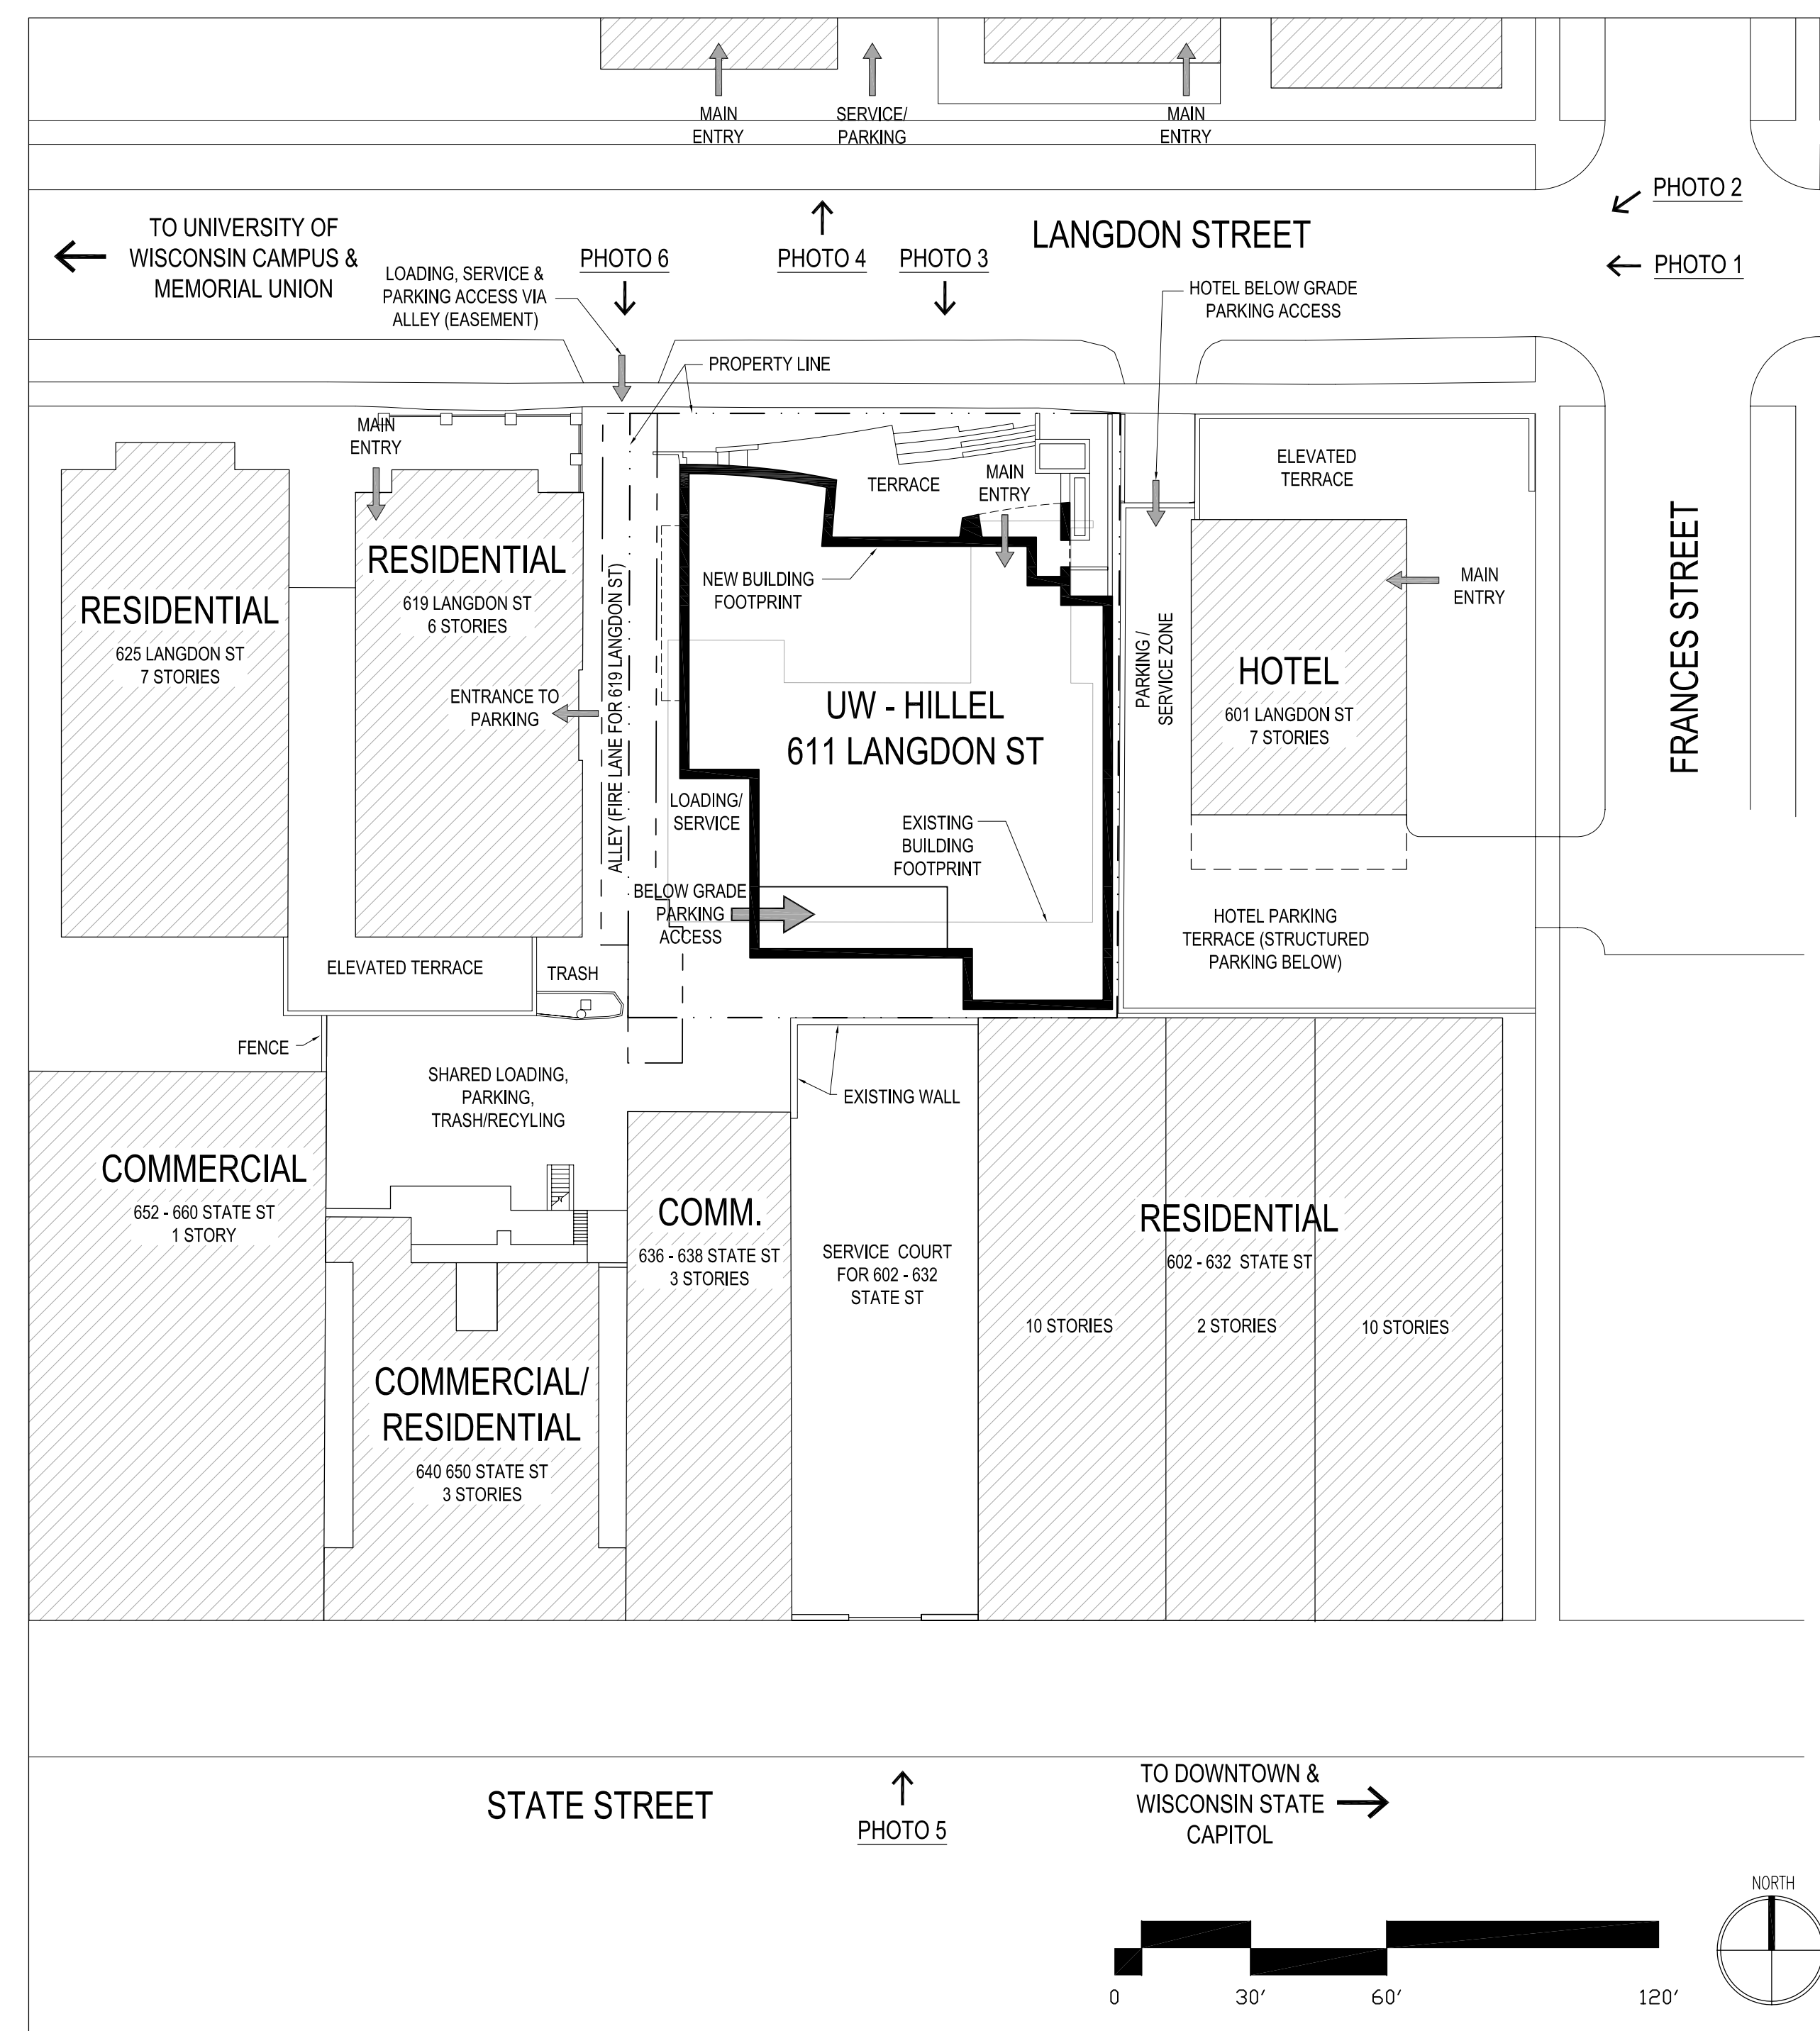 MAIN
ENTRY
SERVICE/
PARKING
MAIN
ENTRY
PHOTO 2
PHOTO 1
TO UNIVERSITY OF
WISCONSIN CAMPUS &
MEMORIAL UNION
PHOTO 6
PHOTO 4
PHOTO 3
LANGDON STREET
LOADING, SERVICE &
PARKING ACCESS VIA
ALLEY (EASEMENT)
HOTEL BELOW GRADE
PARKING ACCESS
PROPERTY LINE
MAIN
ENTRY
TERRACE
MAIN
ENTRY
ELEVATED
TERRACE
RESIDENTIAL
625 LANGDON ST
7 STORIES
RESIDENTIAL
619 LANGDON ST
6 STORIES
ENTRANCE TO
PARKING
ALLEY (FIRE LANE FOR 619 LANGDON ST)
NEW BUILDING
FOOTPRINT
UW - HILLEL
611 LANGDON ST
PARKING /
SERVICE ZONE
HOTEL
601 LANGDON ST
7 STORIES
MAIN
ENTRY
FRANCES STREET
LOADING/
SERVICE
EXISTING
BUILDING
FOOTPRINT
BELOW GRADE
PARKING
ACCESS
HOTEL PARKING
TERRACE (STRUCTURED
PARKING BELOW)
ELEVATED TERRACE
TRASH
FENCE
SHARED LOADING,
PARKING,
TRASH/RECYLING
EXISTING WALL
COMMERCIAL
652 - 660 STATE ST
1 STORY
COMM.
636 - 638 STATE ST
3 STORIES
SERVICE COURT
FOR 602 - 632
STATE ST
RESIDENTIAL
602 - 632 STATE ST
10 STORIES
2 STORIES
10 STORIES
COMMERCIAL/
RESIDENTIAL
640 650 STATE ST
3 STORIES
STATE STREET
PHOTO 5
TO DOWNTOWN &
WISCONSIN STATE
CAPITOL
NORTH
0 30' 60' 120'